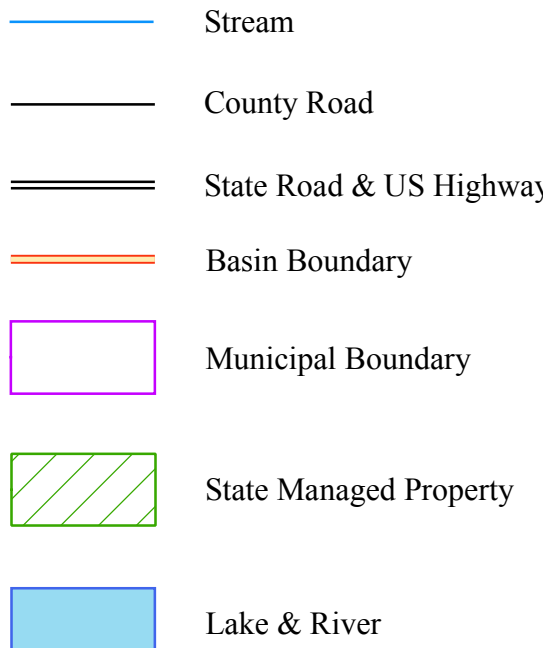 Stream
County Road
State Road & US Highway
Basin Boundary
Municipal Boundary
State Managed Property
Lake & River